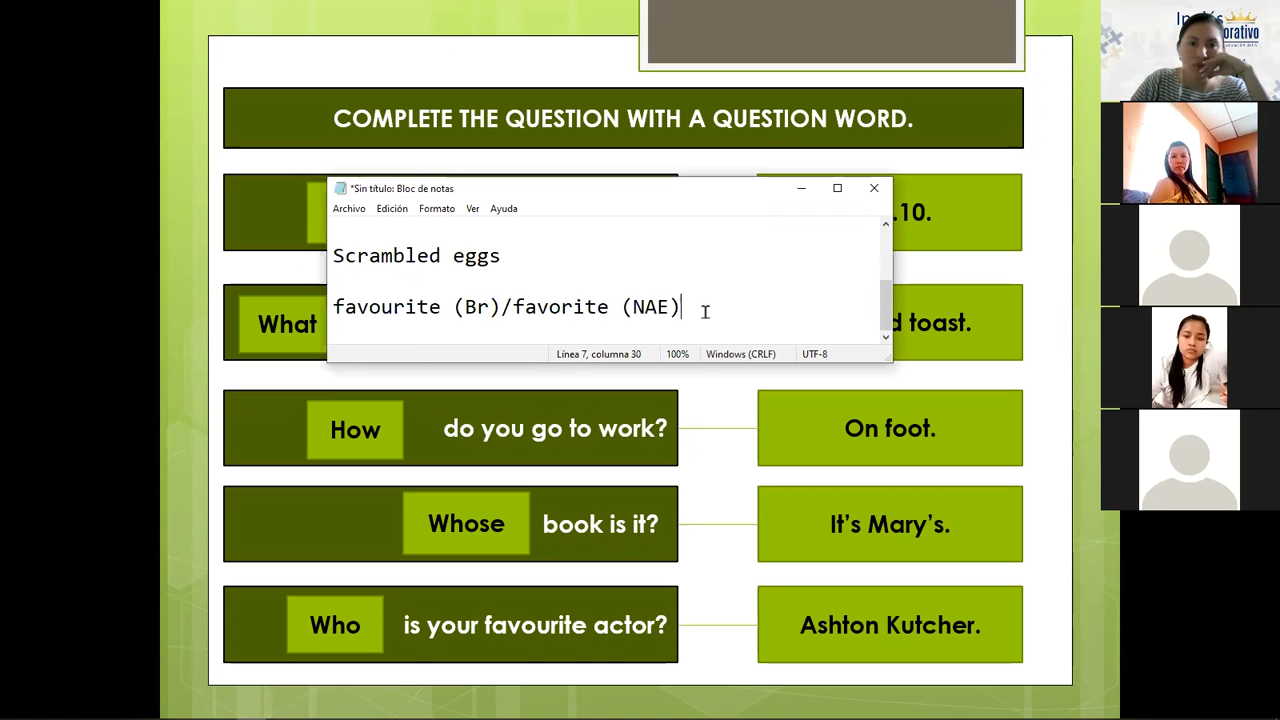 COMPLETE THE QUESTION WITH A QUESTION WORD.
*Sin título: Bloc de notas
Archivo Edición Formato Ver Ayuda
.10.
Scrambled eggs
favourite (Br)/favorite (NAE)
What
toast.
Línea 7, columna 30 100% Windows (CRLF) UTF-8
How do you go to work? On foot.
Whose book is it? It's Mary's.
Who is your favourite actor? Ashton Kutcher.